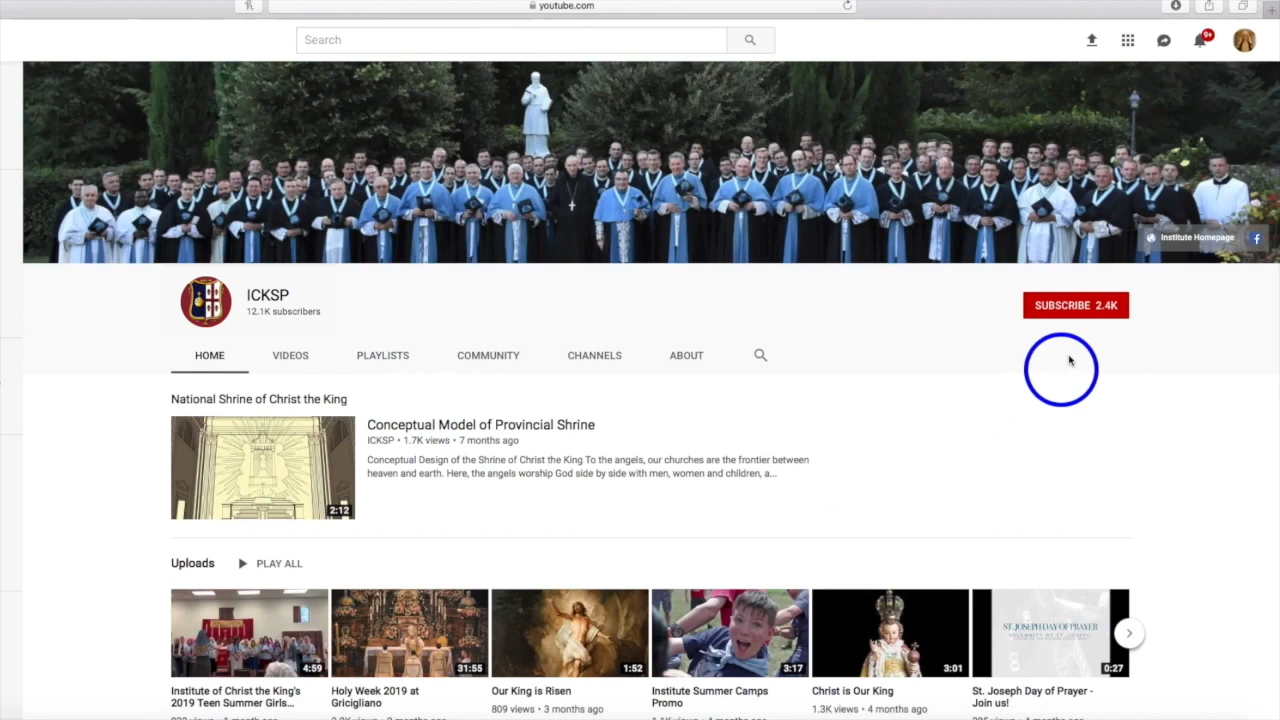 youtube.com
Search
9+
Institute Homepage
ICKSP
12.1K subscribers
SUBSCRIBE 2.4K
HOME VIDEOS PLAYLISTS COMMUNITY CHANNELS ABOUT
National Shrine of Christ the King
Conceptual Model of Provincial Shrine
ICKSP • 1.7K views • 7 months ago
Conceptual Design of the Shrine of Christ the King To the angels, our churches are the frontier between
heaven and earth. Here, the angels worship God side by side with men, women and children, a...
2:12
Uploads PLAY ALL
ST. JOSEPH DAY OF PRAYER
4:59 31:55 1:52 3:17 3:01 0:27
Institute of Christ the King's Holy Week 2019 at Our King is Risen Institute Summer Camps Christ is Our King St. Joseph Day of Prayer -
2019 Teen Summer Girls... Gricigliano 809 views • 3 months ago Promo 1.3K views • 4 months ago Join us!